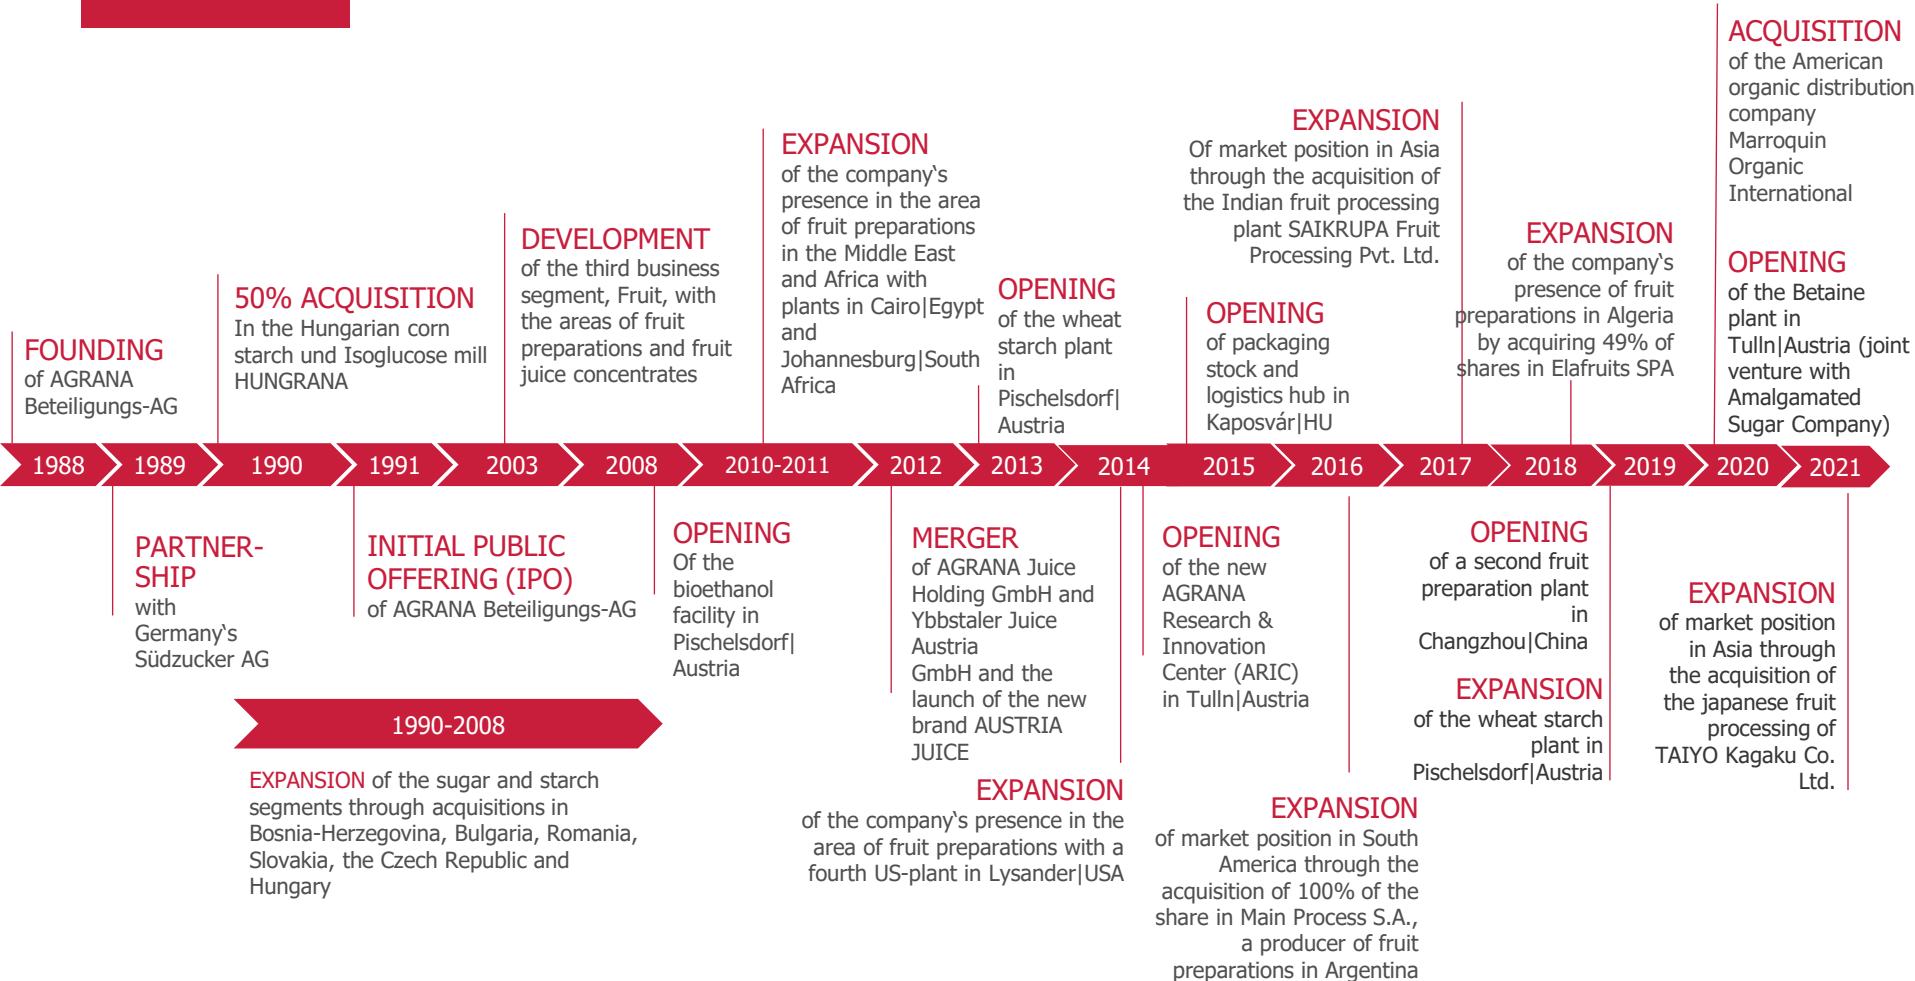 FOUNDING
of AGRANA
Beteiligungs-AG
50% ACQUISITION
In the Hungarian corn
starch und Isoglucose mill
HUNGRANA
DEVELOPMENT
of the third business
segment, Fruit, with
the areas of fruit
preparations and fruit
juice concentrates
EXPANSION
of the company‘s
presence in the area
of fruit preparations
in the Middle East
and Africa with
plants in Cairo|Egypt
and
Johannesburg|South
Africa
OPENING
of the wheat
starch plant
in
Pischelsdorf|
Austria
EXPANSION
Of market position in Asia
through the acquisition of
the Indian fruit processing
plant SAIKRUPA Fruit
Processing Pvt. Ltd.
OPENING
of packaging
stock and
logistics hub in
Kaposvár|HU
EXPANSION
of the company‘s
presence of fruit
preparations in Algeria
by acquiring 49% of
shares in Elafruits SPA
ACQUISITION
of the American
organic distribution
company
Marroquin
Organic
International
OPENING
of the Betaine
plant in
Tulln|Austria (joint
venture with
Amalgamated
Sugar Company)
1988 1989 1990 1991 2003 2008 2010-2011 2012 2013 2014 2015 2016 2017 2018 2019 2020 2021
PARTNER-
SHIP
with
Germany‘s
Südzucker AG
INITIAL PUBLIC
OFFERING (IPO)
of AGRANA Beteiligungs-AG
OPENING
Of the
bioethanol
facility in
Pischelsdorf|
Austria
1990-2008
EXPANSION of the sugar and starch
segments through acquisitions in
Bosnia-Herzegovina, Bulgaria, Romania,
Slovakia, the Czech Republic and
Hungary
MERGER
of AGRANA Juice
Holding GmbH and
Ybbstaler Juice
Austria
GmbH and the
launch of the new
brand AUSTRIA
JUICE
EXPANSION
of the company‘s presence in the
area of fruit preparations with a
fourth US-plant in Lysander|USA
OPENING
of the new
AGRANA
Research &
Innovation
Center (ARIC)
in Tulln|Austria
EXPANSION
of market position in South
America through the
acquisition of 100% of the
share in Main Process S.A.,
a producer of fruit
preparations in Argentina
OPENING
of a second fruit
preparation plant
in
Changzhou|China
EXPANSION
of the wheat starch
plant in
Pischelsdorf|Austria
EXPANSION
of market position
in Asia through
the acquisition of
the japanese fruit
processing of
TAIYO Kagaku Co.
Ltd.